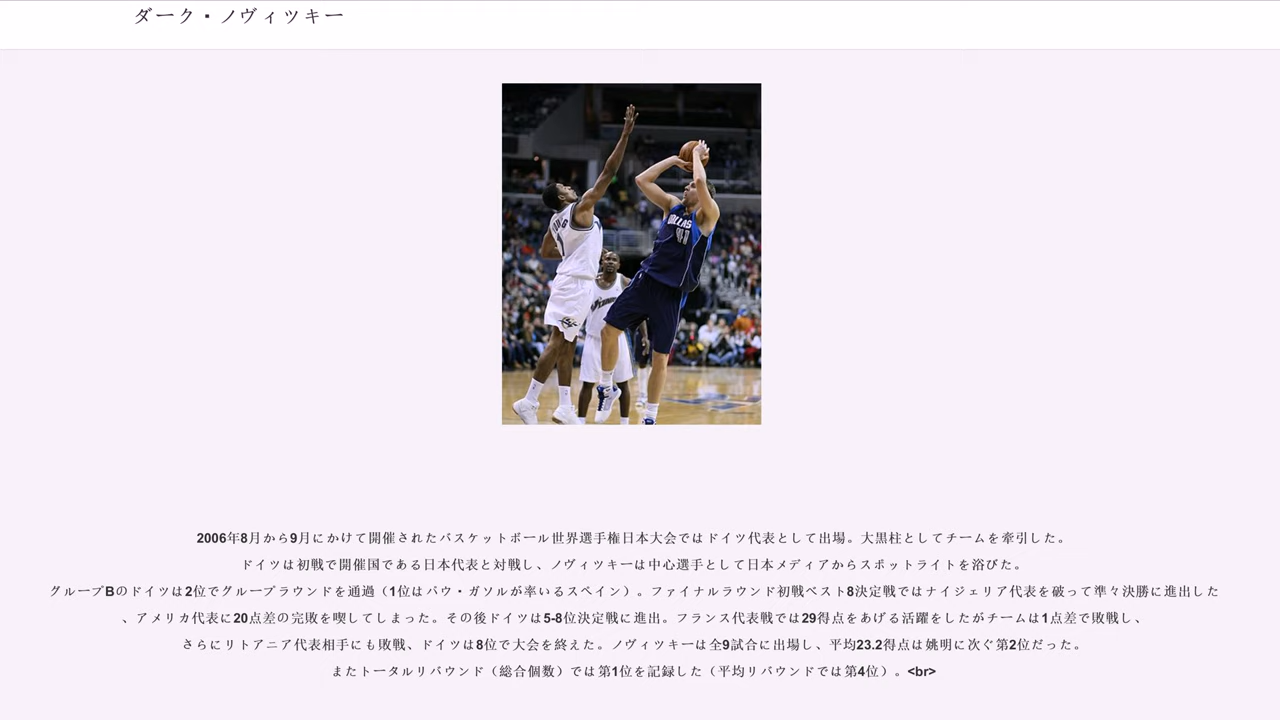 ダーク・ノヴィツキー
DALLAS
41
2006年8月から9月にかけて開催されたバスケットボール世界選手権日本大会ではドイツ代表として出場。大黒柱としてチームを牽引した。
ドイツは初戦で開催国である日本代表と対戦し、ノヴィツキーは中心選手として日本メディアからスポットライトを浴びた。
グループBのドイツは2位でグループラウンドを通過（1位はパウ・ガソルが率いるスペイン）。ファイナルラウンド初戦ベスト8決定戦ではナイジェリア代表を破って準々決勝に進出した
、アメリカ代表に20点差の完敗を喫してしまった。その後ドイツは5-8位決定戦に進出。フランス代表戦では29得点をあげる活躍をしたがチームは1点差で敗戦し、
さらにリトアニア代表相手にも敗戦、ドイツは8位で大会を終えた。ノヴィツキーは全9試合に出場し、平均23.2得点は姚明に次ぐ第2位だった。
またトータルリバウンド（総合個数）では第1位を記録した（平均リバウンドでは第4位）。<br>